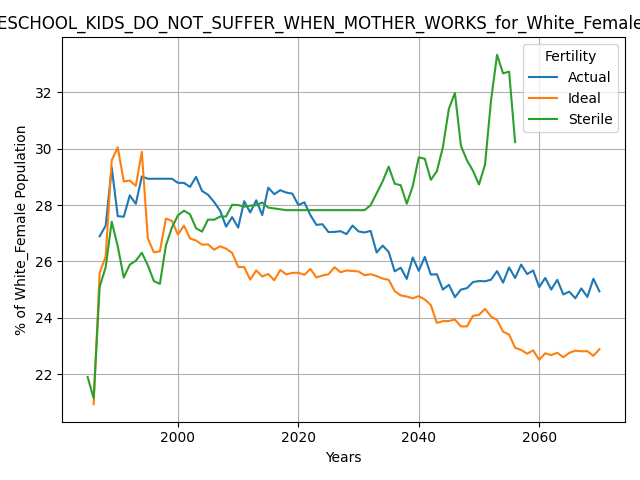 ESCHOOL_KIDS_DO_NOT_SUFFER_WHEN_MOTHER_WORKS_for_White_Female
Fertility
Actual
Ideal
Sterile
% of White_Female Population
32
30
28
26
24
22
2000
2020
2040
2060
Years